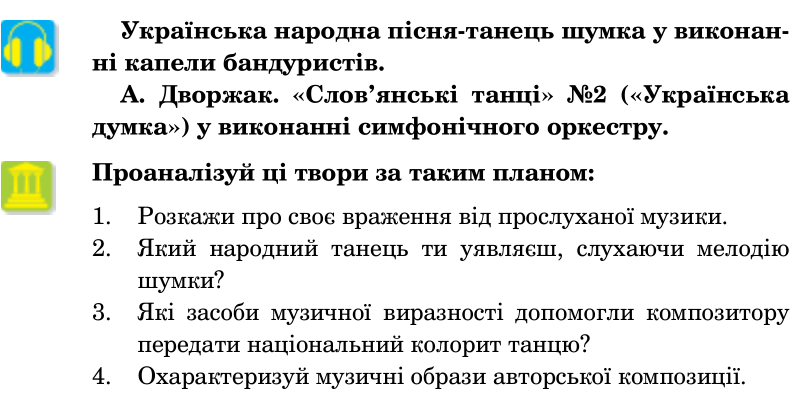 Українська народна пісня-танець шумка у виконан-
ні капели бандуристів.
А. Дворжак. «Слов’янські танці» №2 («Українська
думка») у виконанні симфонічного оркестру.
Проаналізуй ці твори за таким планом:
1. Розкажи про своє враження від прослуханої музики.
2. Який народний танець ти уявляєш, слухаючи мелодію
шумки?
3. Які засоби музичної виразності допомогли композитору
передати національний колорит танцю?
4. Охарактеризуй музичні образи авторської композиції.